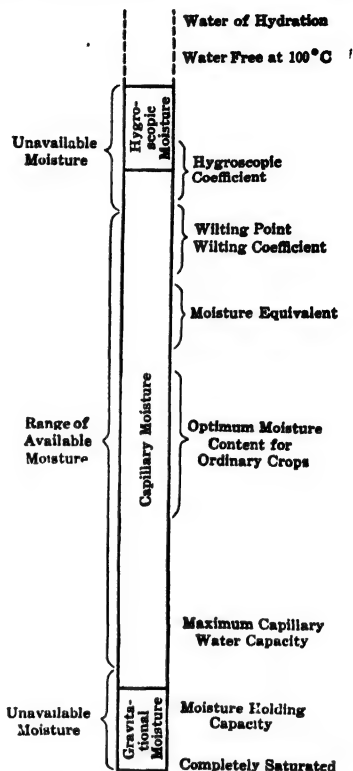 Water of Hydration
Water Free at 100°C
Unavailable
Moisture
Hygro-
scopic
Moisture
Hygroscopic
Coefficient
Wilting Point
Wilting Coefficient
Moisture Equivalent
Range of
Available
Moisture
Capillary Moisture
Optimum Moisture
Content for
Ordinary Crops
Maximum Capillary
Water Capacity
Unavailable
Moisture
Gravita-
tional
Moisture
Moisture Holding
Capacity
Completely Saturated